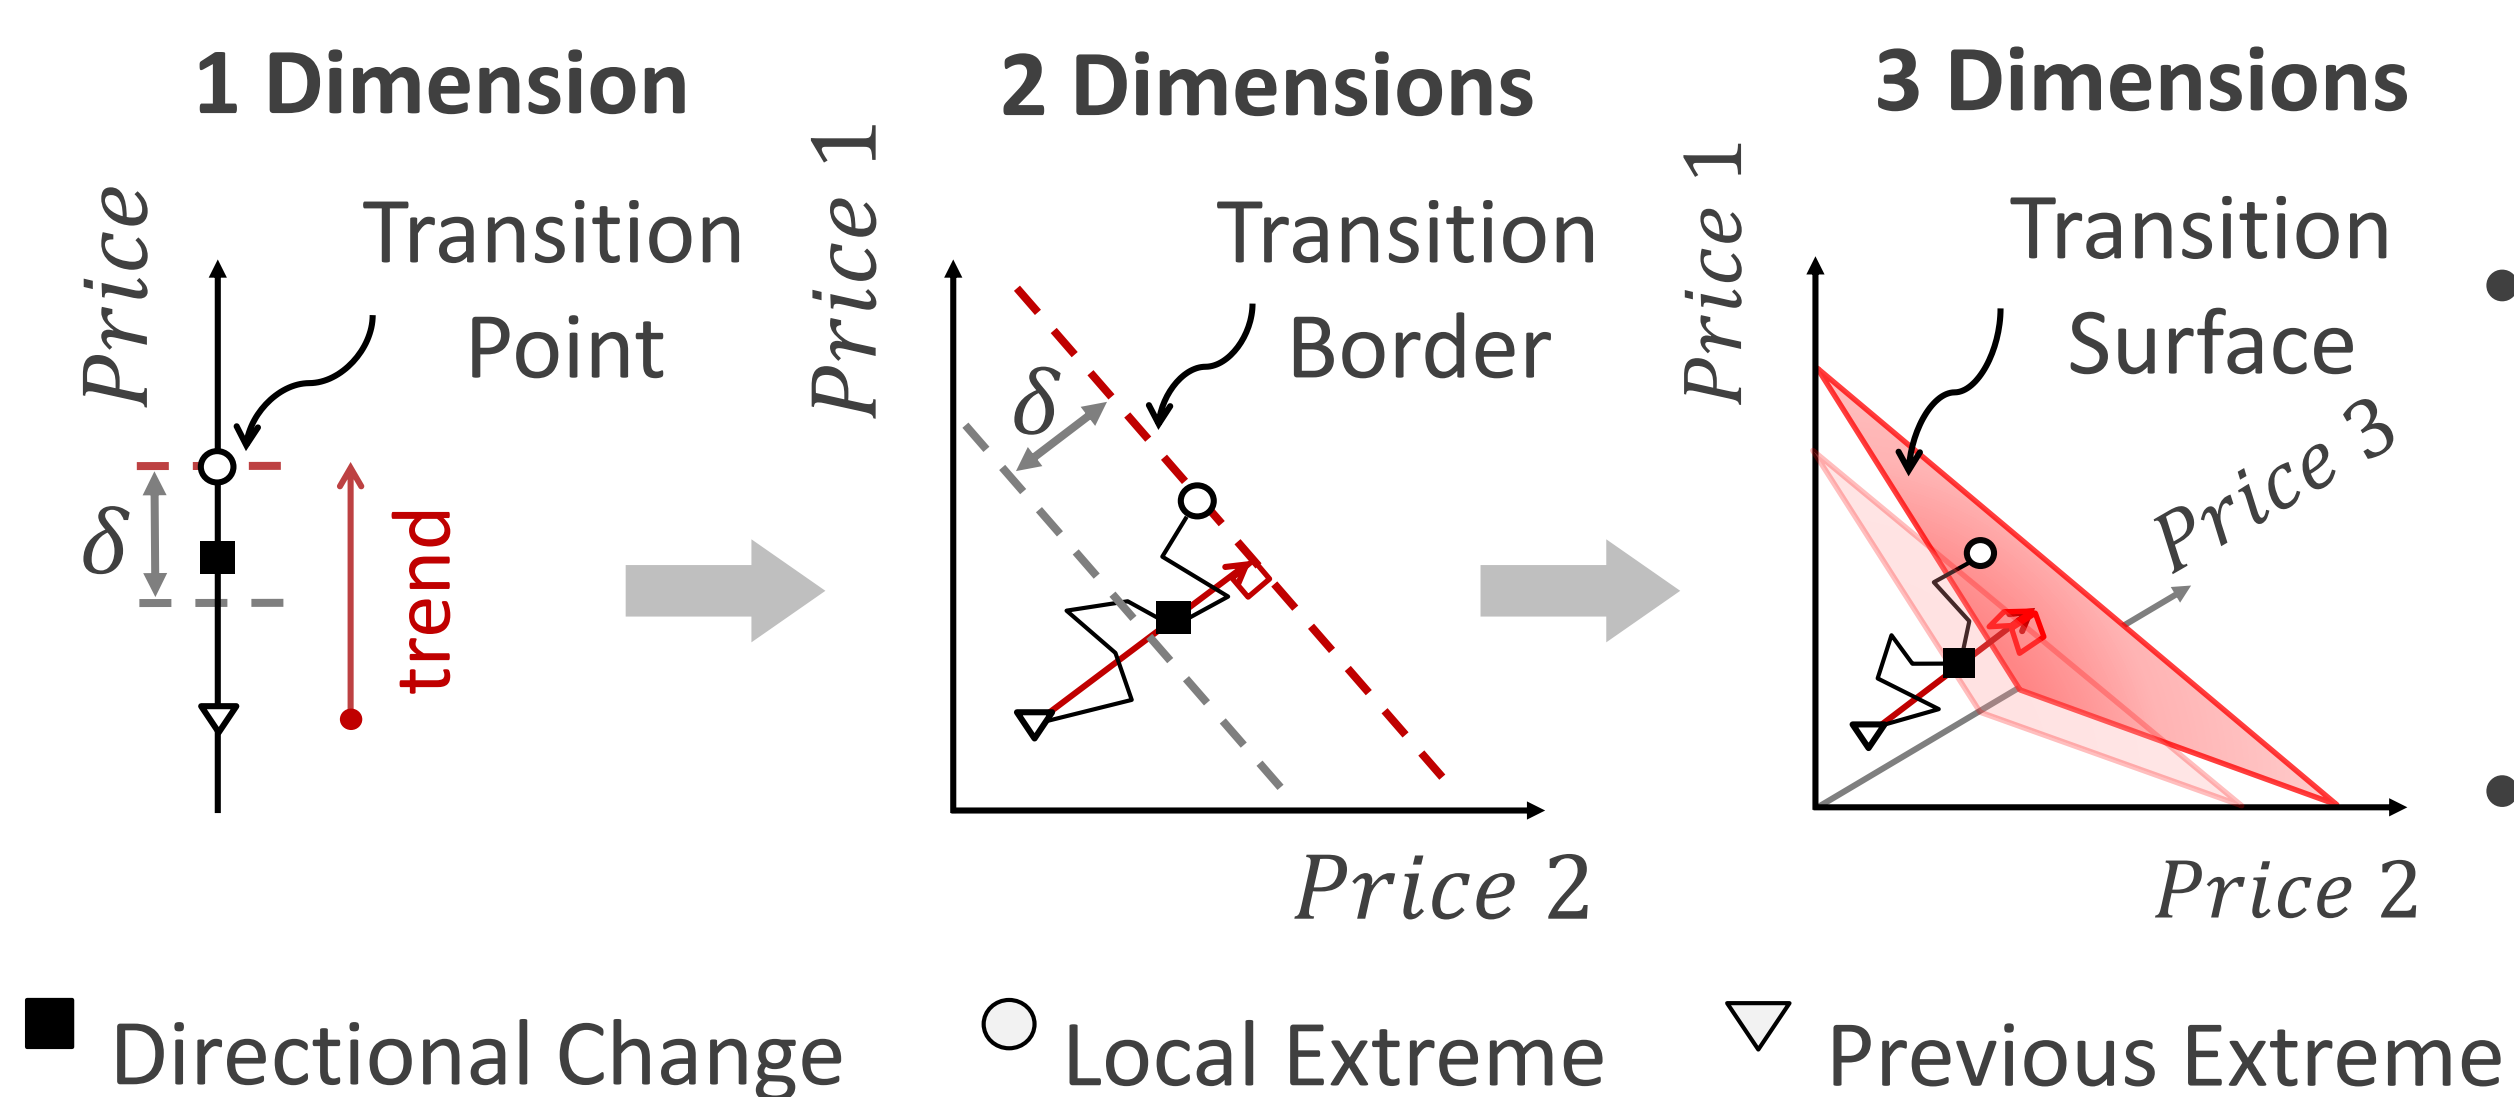 1 Dimension
2 Dimensions
3 Dimensions
Price
Transition
Point
δ
trend
Price 1
Transition
Border
δ
Price 2
Price 1
Transition
Surface
Price 3
Price 2
Directional Change
Local Extreme
Previous Extreme